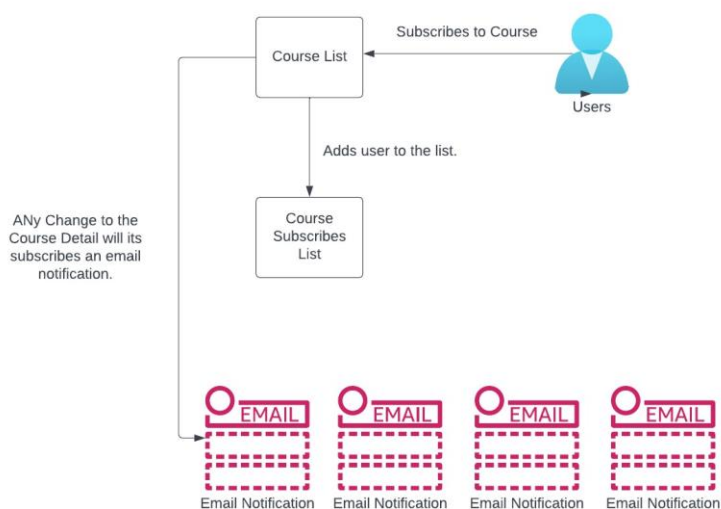 Subscribes to Course
Course List
Users
Adds user to the list.
ANy Change to the
Course Detail will its
subscribes an email
notification.
Course
Subscribes
List
EMAIL
EMAIL
EMAIL
EMAIL
Email Notification
Email Notification
Email Notification
Email Notification